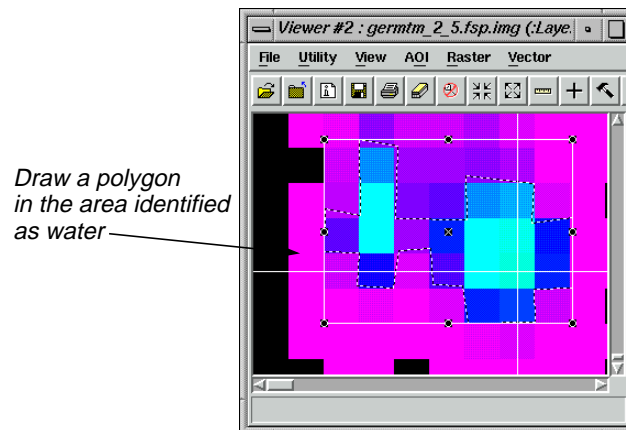 Viewer #2 : germtm_2_5.fsp.img (:Laye
File Utility View AOI Raster Vector
Draw a polygon
in the area identified
as water